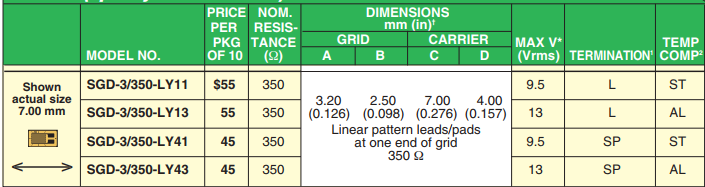 PRICE PER PKG OF 10
NOM. RESIS- TANCE (Ω)
DIMENSIONS
mm (in)†
GRID CARRIER
MODEL NO. A B C D MAX V* (Vrms) TERMINATION¹ TEMP COMP²
Shown
actual size
7.00 mm
SGD-3/350-LY11 $55 350 9.5 L ST
SGD-3/350-LY13 55 350 13 L AL
SGD-3/350-LY41 45 350 9.5 SP ST
SGD-3/350-LY43 45 350 13 SP AL
3.20 2.50 7.00 4.00
(0.126) (0.098) (0.276) (0.157)
Linear pattern leads/pads
at one end of grid
350 Ω